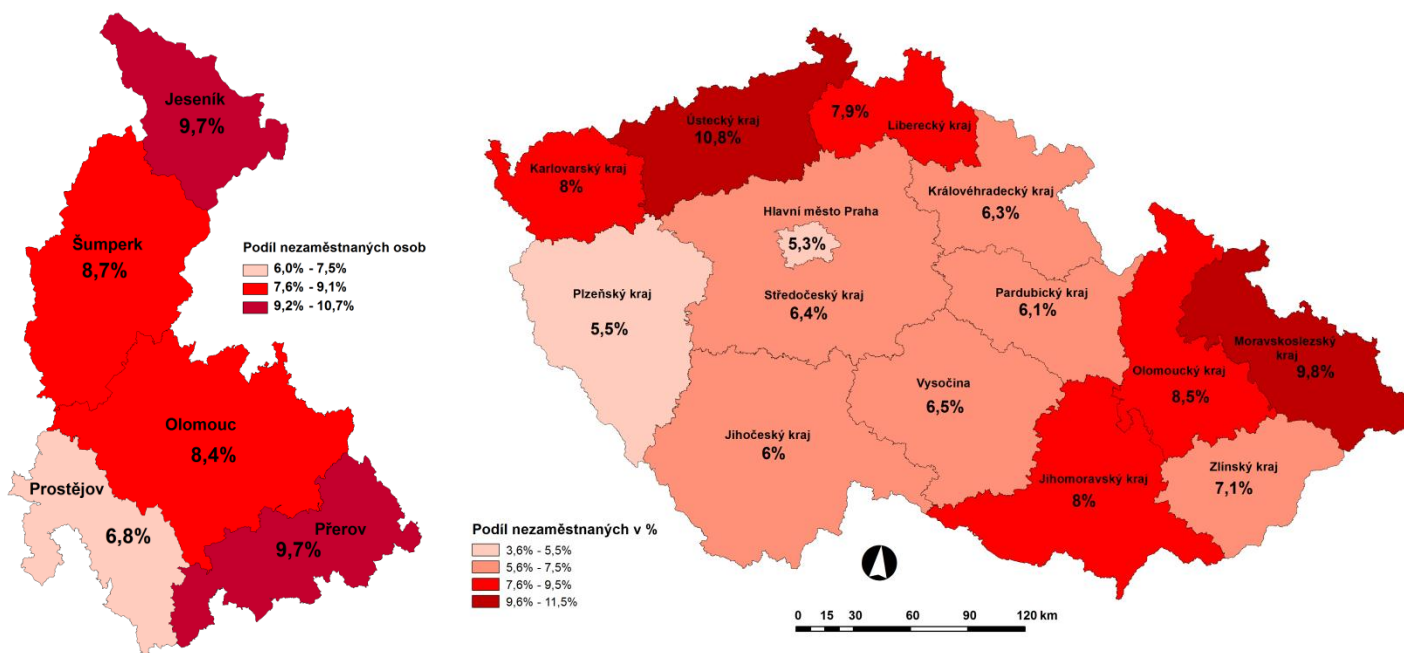 Jeseník
9,7%
Šumperk
8,7%
Podíl nezaměstnaných osob
6,0% - 7,5%
7,6% - 9,1%
9,2% - 10,7%
Olomouc
8,4%
Prostějov
6,8%
Přerov
9,7%
Ústecký kraj
10,8%
7,9%
Liberecký kraj
Karlovarský kraj
8%
Královéhradecký kraj
6,3%
Hlavní město Praha
5,3%
Plzeňský kraj
5,5%
Středočeský kraj
6,4%
Pardubický kraj
6,1%
Moravskoslezský
kraj
9,8%
Olomoucký kraj
8,5%
Vysočina
6,5%
Jihočeský kraj
6%
Jihomoravský kraj
8%
Zlínský kraj
7,1%
Podíl nezaměstnaných v %
3,6% - 5,5%
5,6% - 7,5%
7,6% - 9,5%
9,6% - 11,5%
0 15 30 60 90 120 km